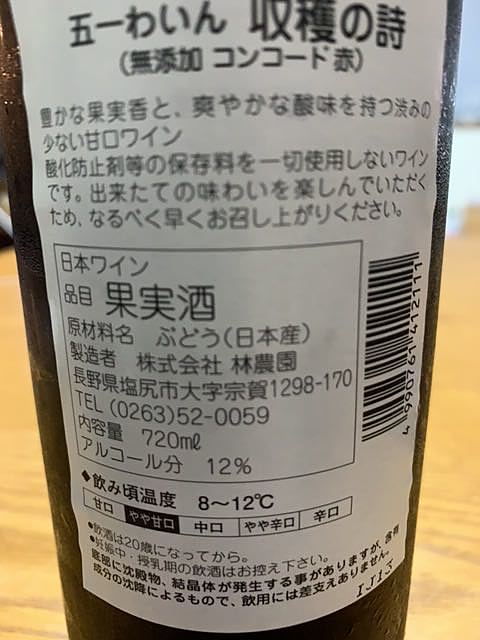 五一わいん 収穫の詩
(無添加 コンコード赤)
豊かな果実香と、爽やかな酸味を持つ渋みの
少ない甘口ワイン
酸化防止剤等の保存料を一切使用しないワイン
です。出来たての味わいを楽しんでいただく
ため、なるべく早くお召し上がりください。
日本ワイン
品目 果実酒
原材料名 ぶどう(日本産)
製造者 株式会社 林農園
長野県塩尻市大字宗賀1298-170
TEL (0263)52-0059
内容量 720mℓ
アルコール分 12%
4 990761 412111
◆飲み頃温度 8〜12℃
甘口 やや甘口 中口 やや辛口 辛口
●飲酒は20歳になってから。
●妊娠中・授乳期の飲酒はお控え下さい。
底部に沈殿物、結晶体が発生する事がありますが、含有
成分の沈降によるもので、飲用には差支えありません。
IJ13